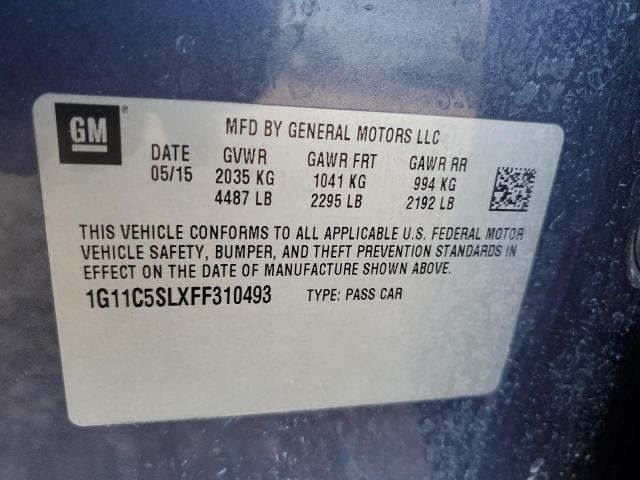 GM®
MFD BY GENERAL MOTORS LLC
DATE GVWR GAWR FRT GAWR RR
05/15 2035 KG 1041 KG 994 KG
4487 LB 2295 LB 2192 LB
THIS VEHICLE CONFORMS TO ALL APPLICABLE U.S. FEDERAL MOTOR
VEHICLE SAFETY, BUMPER, AND THEFT PREVENTION STANDARDS IN
EFFECT ON THE DATE OF MANUFACTURE SHOWN ABOVE.
1G11C5SLXFF310493 TYPE: PASS CAR